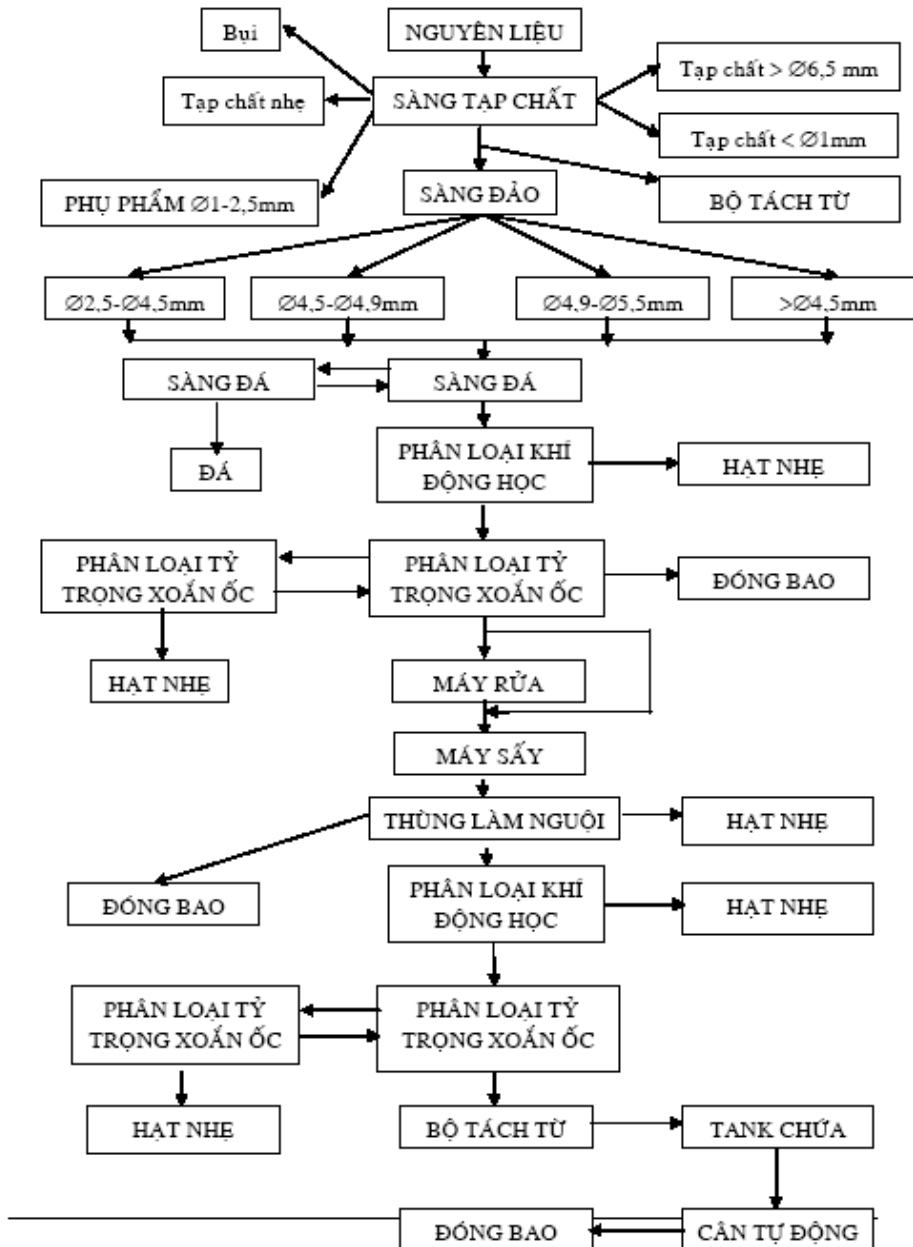 Bụi
NGUYÊN LIỆU
Tạp chất > Ø6,5 mm
Tạp chất nhẹ
SÀNG TẠP CHẤT
Tạp chất < Ø1mm
PHỤ PHẨM Ø1-2,5mm
SÀNG ĐẢO
BỘ TÁCH TỪ
Ø2,5-Ø4,5mm
Ø4,5-Ø4,9mm
Ø4,9-Ø5,5mm
>Ø4,5mm
SÀNG ĐÁ
SÀNG ĐÁ
ĐÁ
PHÂN LOẠI KHÍ
ĐỘNG HỌC
HẠT NHẸ
PHÂN LOẠI TỶ
TRỌNG XOẮN ỐC
PHÂN LOẠI TỶ
TRỌNG XOẮN ỐC
ĐÓNG BAO
HẠT NHẸ
MÁY RỬA
MÁY SẤY
THÙNG LÀM NGUỘI
HẠT NHẸ
ĐÓNG BAO
PHÂN LOẠI KHÍ
ĐỘNG HỌC
HẠT NHẸ
PHÂN LOẠI TỶ
TRỌNG XOẮN ỐC
PHÂN LOẠI TỶ
TRỌNG XOẮN ỐC
HẠT NHẸ
BỘ TÁCH TỪ
TANK CHỨA
ĐÓNG BAO
CÂN TỰ ĐỘNG